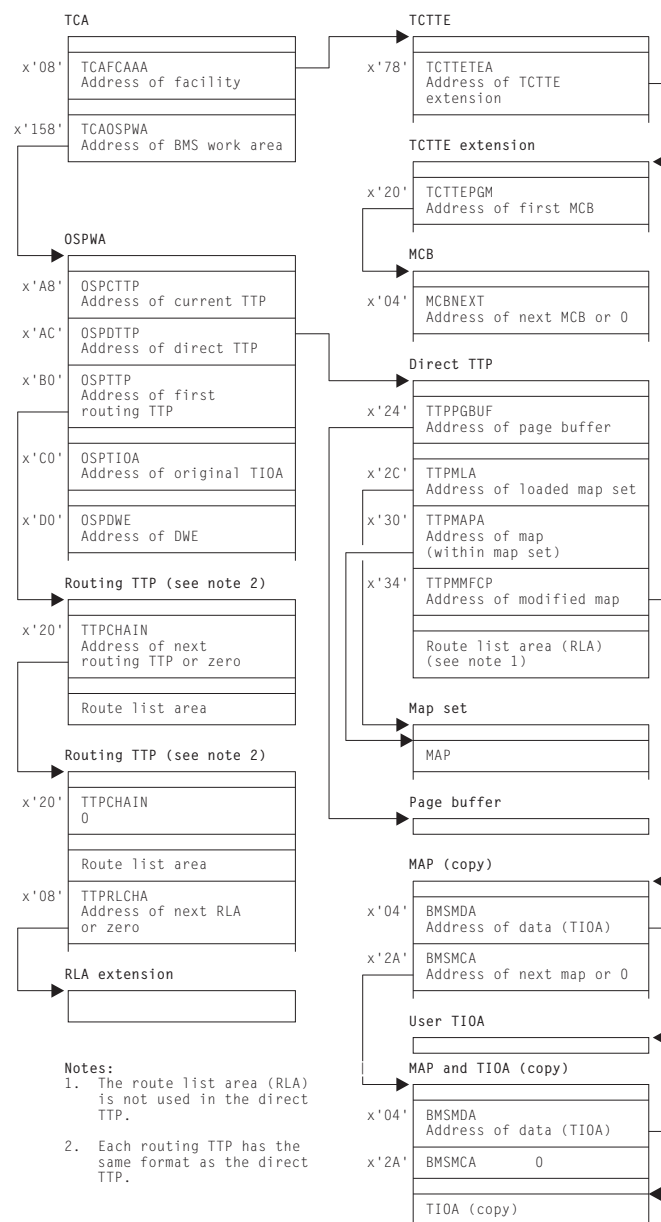 TCA
x'08' TCAFCAAA
Address of facility
x'158' TCAOSPWA
Address of BMS work area
OSPWA
x'A8' OSPCTTP
Address of current TTP
x'AC' OSPDTTP
Address of direct TTP
x'B0' OSPTTP
Address of first
routing TTP
x'C0' OSPTIOA
Address of original TIOA
x'D0' OSPDWE
Address of DWE
Routing TTP (see note 2)
x'20' TTPCHAIN
Address of next
routing TTP or zero
Route list area
Routing TTP (see note 2)
x'20' TTPCHAIN
0
Route list area
x'08' TTPRLCHA
Address of next RLA
or zero
RLA extension
Notes:
1. The route list area (RLA)
is not used in the direct
TTP.
2. Each routing TTP has the
same format as the direct
TTP.
TCTTE
x'78' TCTTETEA
Address of TCTTE
extension
TCTTE extension
x'20' TCTTEPGM
Address of first MCB
MCB
x'04' MCBNEXT
Address of next MCB or 0
Direct TTP
x'24' TTPPGBUF
Address of page buffer
x'2C' TTPMLA
Address of loaded map set
x'30' TTPMAPA
Address of map
(within map set)
x'34' TTPMMFCP
Address of modified map
Route list area (RLA)
(see note 1)
Map set
MAP
Page buffer
MAP (copy)
x'04' BMSMDA
Address of data (TIOA)
x'2A' BMSMCA
Address of next map or 0
User TIOA
MAP and TIOA (copy)
x'04' BMSMDA
Address of data (TIOA)
x'2A' BMSMCA 0
TIOA (copy)